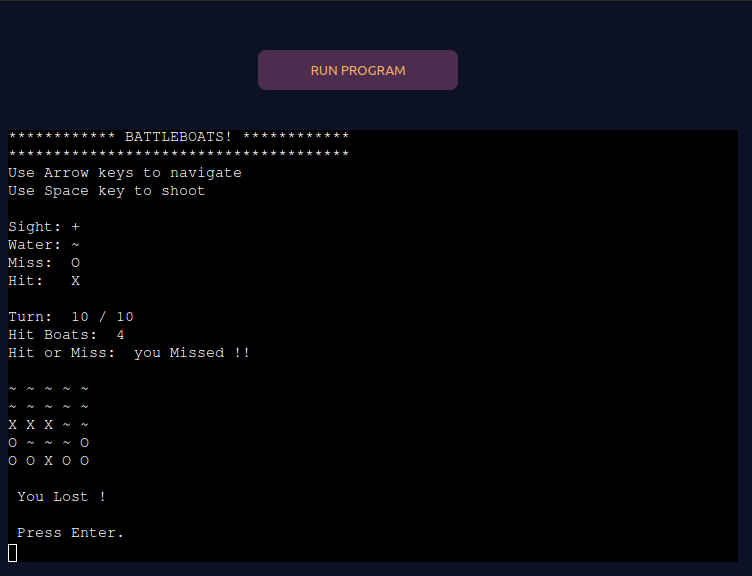 RUN PROGRAM
************ BATTLEBOATS! ************
**************************************
Use Arrow keys to navigate
Use Space key to shoot
Sight: +
Water: ~
Miss:  O
Hit:   X
Turn:  10 / 10
Hit Boats:  4
Hit or Miss:  you Missed !!
~ ~ ~ ~ ~
~ ~ ~ ~ ~
X X X ~ ~
O ~ ~ ~ O
O O X O O
You Lost !
Press Enter.